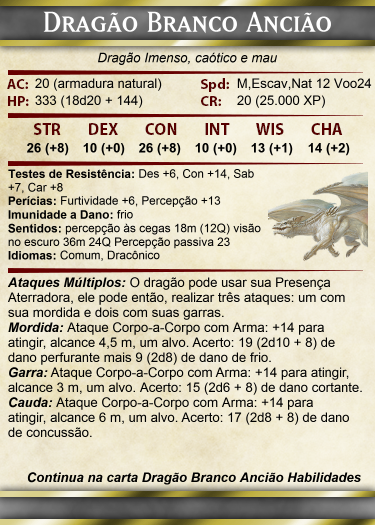 Dragão Branco Ancião
Dragão Imenso, caótico e mau
AC: 20 (armadura natural) Spd: M,Escav,Nat 12 Voo24
HP: 333 (18d20 + 144) CR: 20 (25.000 XP)
STR DEX CON INT WIS CHA
26 (+8) 10 (+0) 26 (+8) 10 (+0) 13 (+1) 14 (+2)
Testes de Resistência: Des +6, Con +14, Sab
+7, Car +8
Perícias: Furtividade +6, Percepção +13
Imunidade a Dano: frio
Sentidos: percepção às cegas 18m (12Q) visão
no escuro 36m 24Q Percepção passiva 23
Idiomas: Comum, Dracônico
Ataques Múltiplos: O dragão pode usar sua Presença
Aterradora, ele pode então, realizar três ataques: um com
sua mordida e dois com suas garras.
Mordida: Ataque Corpo-a-Corpo com Arma: +14 para
atingir, alcance 4,5 m, um alvo. Acerto: 19 (2d10 + 8) de
dano perfurante mais 9 (2d8) de dano de frio.
Garra: Ataque Corpo-a-Corpo com Arma: +14 para atingir,
alcance 3 m, um alvo. Acerto: 15 (2d6 + 8) de dano cortante.
Cauda: Ataque Corpo-a-Corpo com Arma: +14 para
atingir, alcance 6 m, um alvo. Acerto: 17 (2d8 + 8) de dano
de concussão.
Continua na carta Dragão Branco Ancião Habilidades